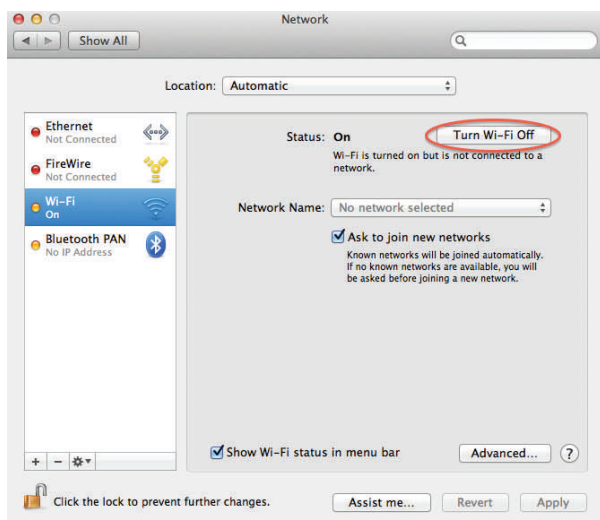 Network
Show All
Location: Automatic
Ethernet
Not Connected
FireWire
Not Connected
Wi-Fi
On
Bluetooth PAN
No IP Address
Status: On
Turn Wi-Fi Off
Wi-Fi is turned on but is not connected to a
network.
Network Name: No network selected
Ask to join new networks
Known networks will be joined automatically.
If no known networks are available, you will
be asked before joining a new network.
Show Wi-Fi status in menu bar
Advanced...
?
Click the lock to prevent further changes.
Assist me...
Revert
Apply